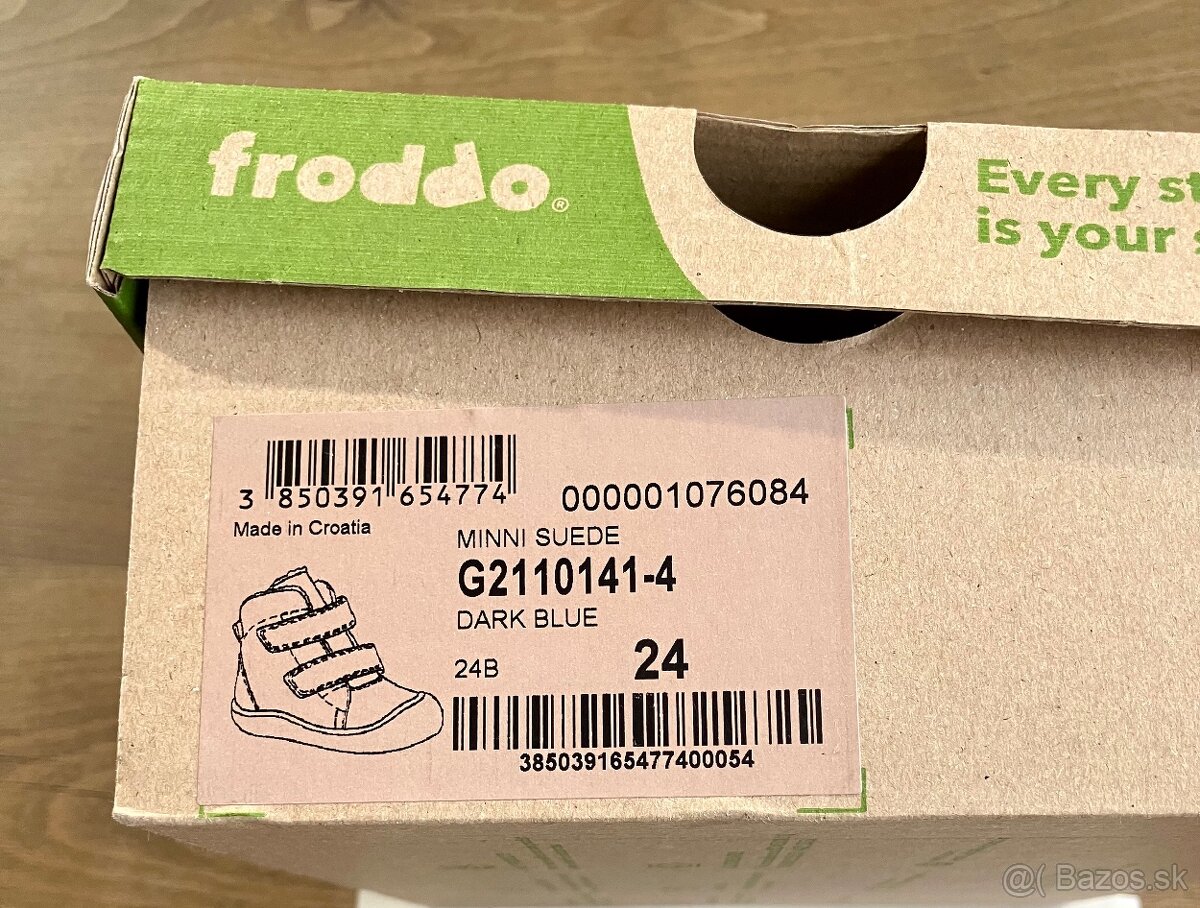 froddo®
Every
is your
3 850391 654774
000001076084
Made in Croatia
MINNI SUEDE
G2110141-4
DARK BLUE
24B
24
385039165477400054
@( Bazos.sk